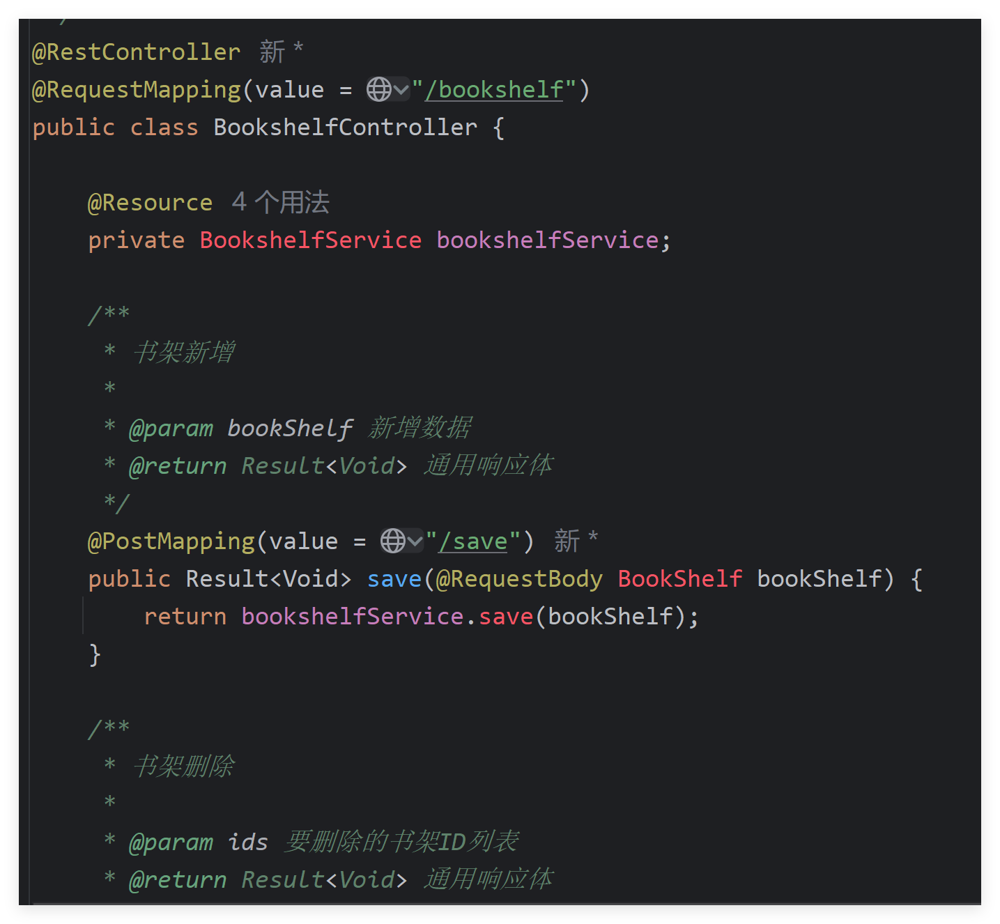 */
@RestController 新 *
@RequestMapping(value = "/bookshelf")
public class BookshelfController {
@Resource 4 个用法
private BookshelfService bookshelfService;
/**
* 书架新增
*
* @param bookShelf 新增数据
* @return Result<Void> 通用响应体
*/
@PostMapping(value = "/save") 新 *
public Result<Void> save(@RequestBody BookShelf bookShelf) {
return bookshelfService.save(bookShelf);
}
/**
* 书架删除
*
* @param ids 要删除的书架ID列表
* @return Result<Void> 通用响应体